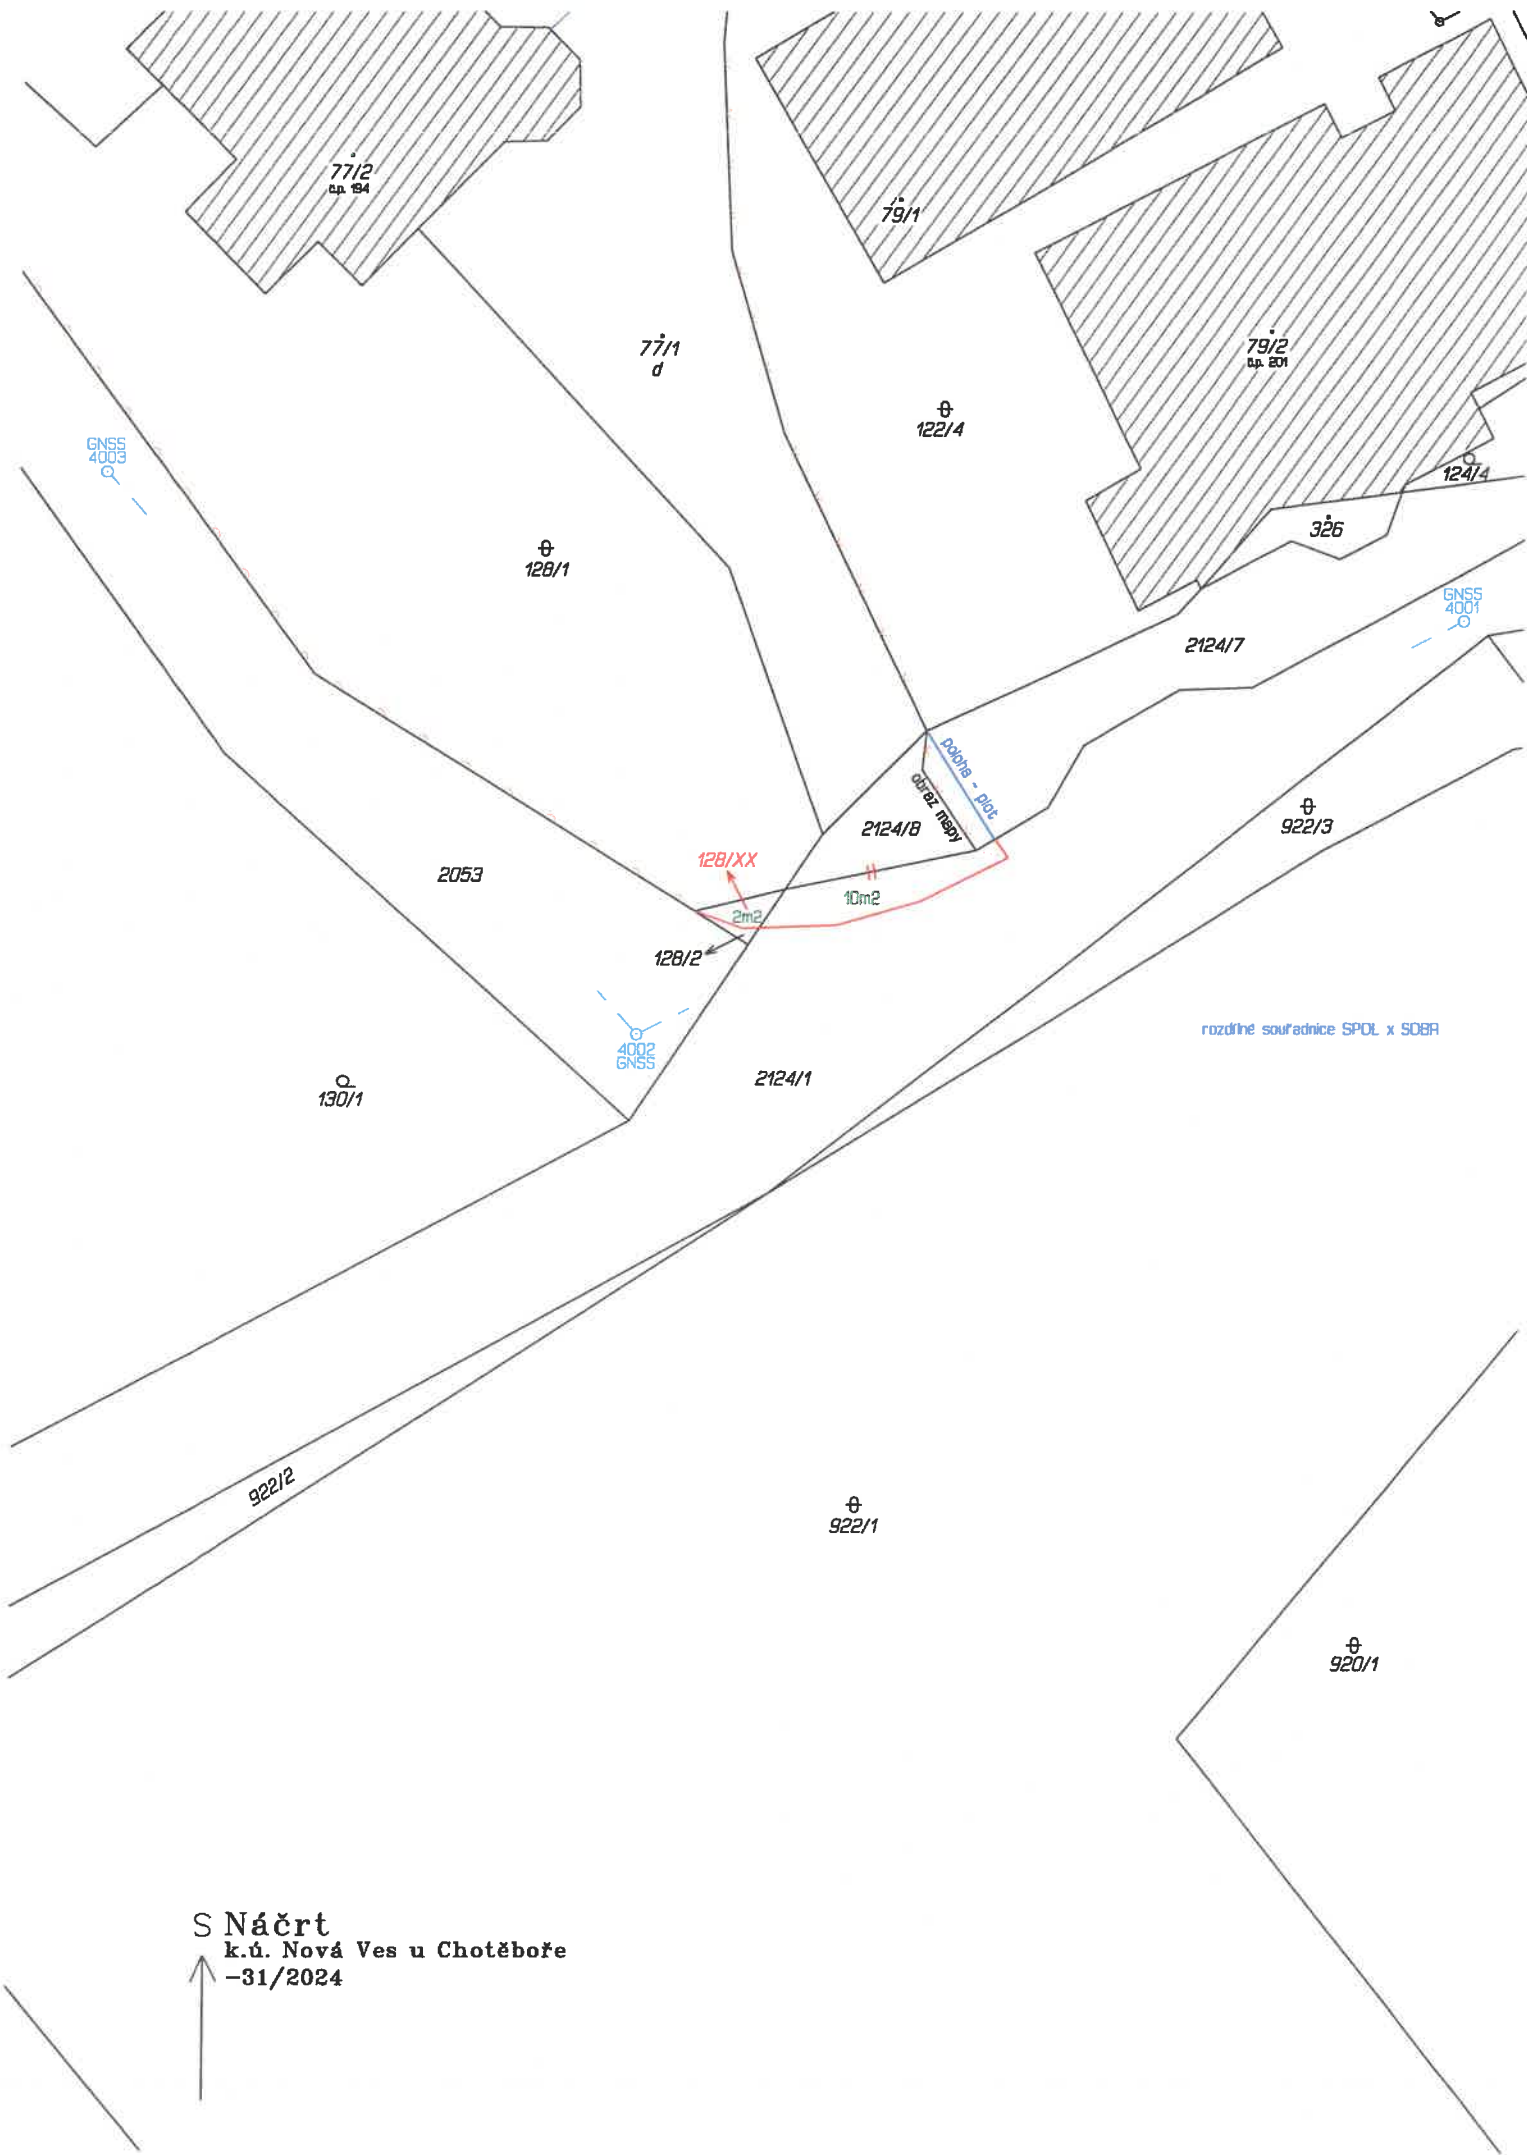 77/2
č.p. 194
79/1
77/1
d
79/2
č.p. 201
122/4
GNSS
4003
124/4
326
128/1
GNSS
4001
2124/7
poloha - plot
obraz mapy
922/3
2124/8
128/XX
2053
10m2
2m2
128/2
4002
GNSS
souřadnice SPOL x SOBR
2124/1
130/1
922/2
922/1
920/1
S Náčrt
k.ú. Nová Ves u Chotěboře
-31/2024